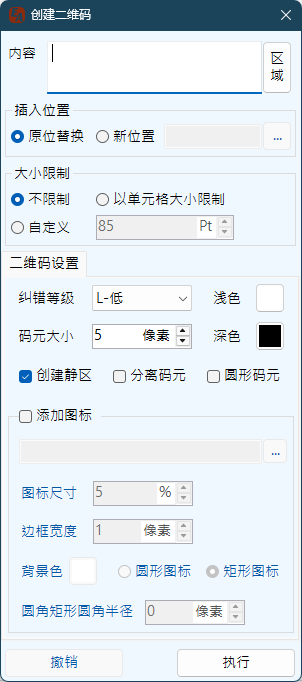 创建二维码
内容
区域
插入位置
原位替换 新位置 ...
大小限制
不限制 以单元格大小限制
自定义 85 Pt
二维码设置
纠错等级 L-低 浅色
码元大小 5 像素 深色
创建静区 分离码元 圆形码元
添加图标
...
图标尺寸 5 %
边框宽度 1 像素
背景色 圆形图标 矩形图标
圆角矩形圆角半径 0 像素
撤销 执行